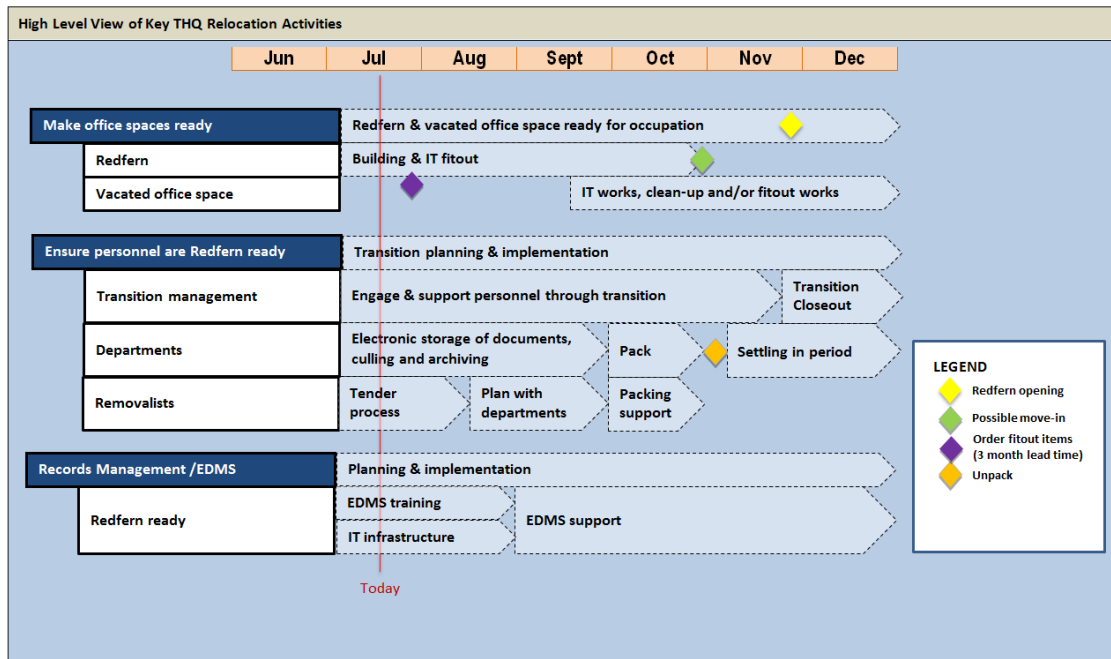 High Level View of Key THQ Relocation Activities
Jun Jul Aug Sept Oct Nov Dec
Make office spaces ready
Redfern & vacated office space ready for occupation
Redfern
Building & IT fitout
Vacated office space
IT works, clean-up and/or fitout works
Ensure personnel are Redfern ready
Transition planning & implementation
Transition management
Engage & support personnel through transition
Transition
Closeout
Departments
Electronic storage of documents,
culling and archiving
Pack
Settling in period
Removalists
Tender
process
Plan with
departments
Packing
support
Records Management /EDMS
Planning & implementation
Redfern ready
EDMS training
IT infrastructure
EDMS support
Today
LEGEND
Redfern opening
Possible move-in
Order fitout items
(3 month lead time)
Unpack